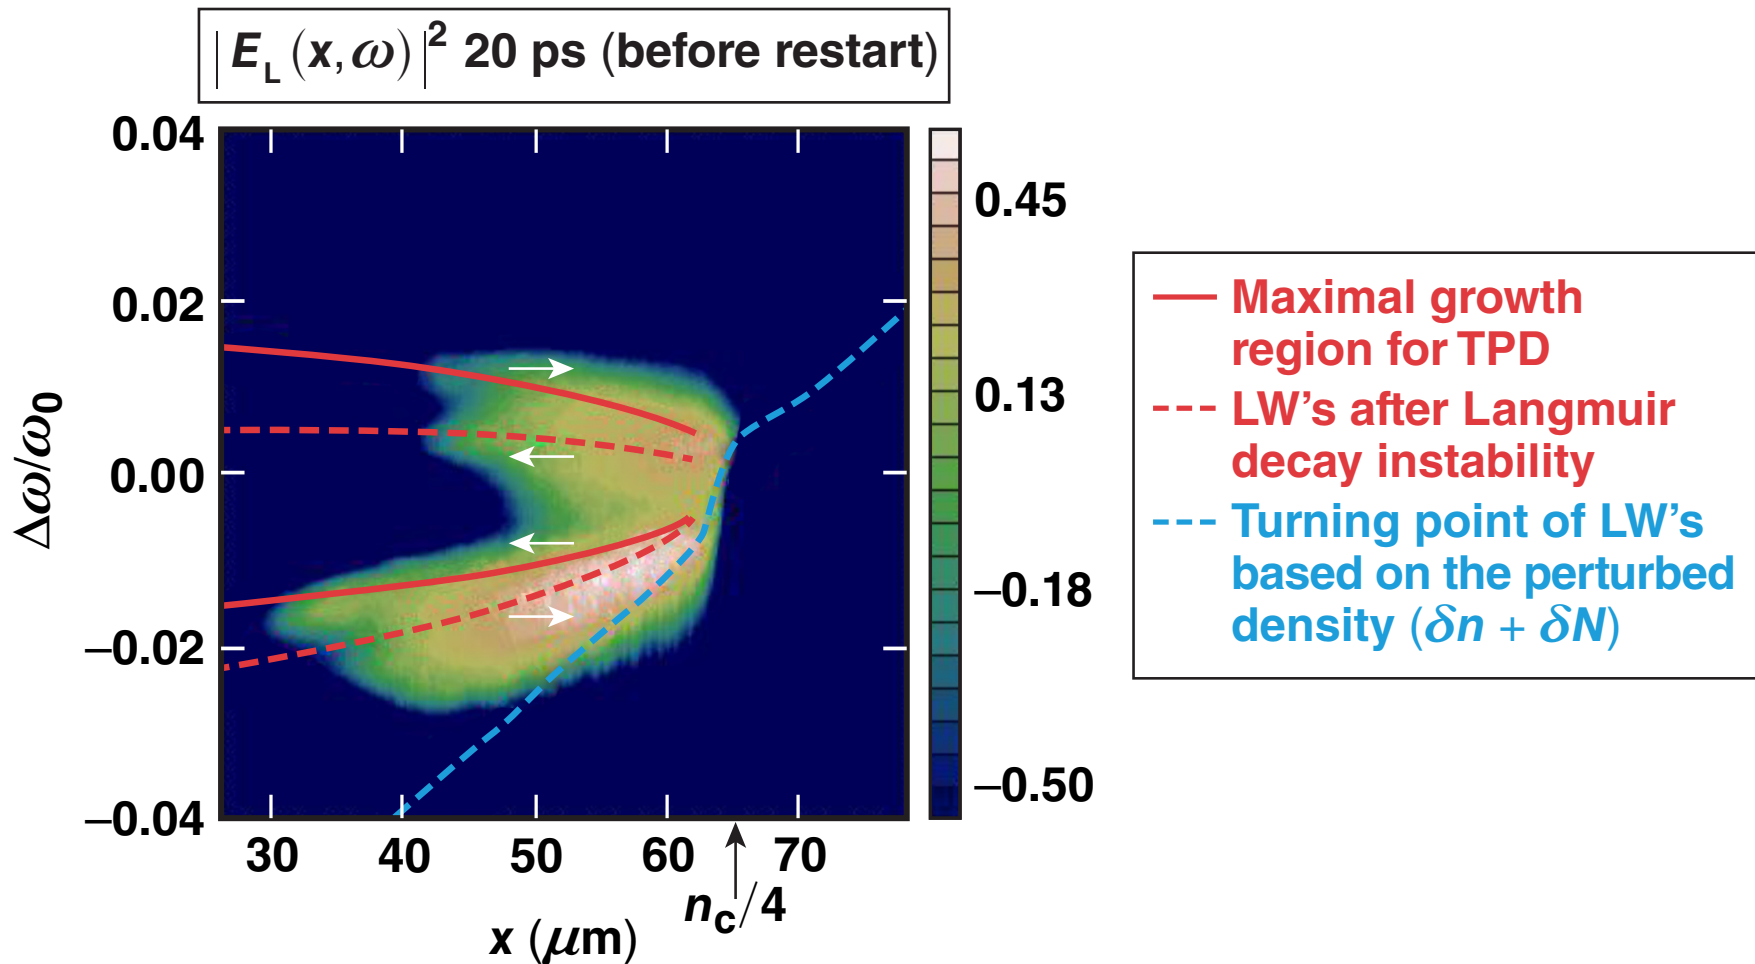 |E_L (x, ω)|² 20 ps (before restart)
0.04
0.02
0.00
–0.02
–0.04
Δω/ω₀
30 40 50 60 70
n_c/4
x (μm)
0.45
0.13
–0.18
–0.50
Maximal growth
region for TPD
LW’s after Langmuir
decay instability
Turning point of LW’s
based on the perturbed
density (δn + δN)